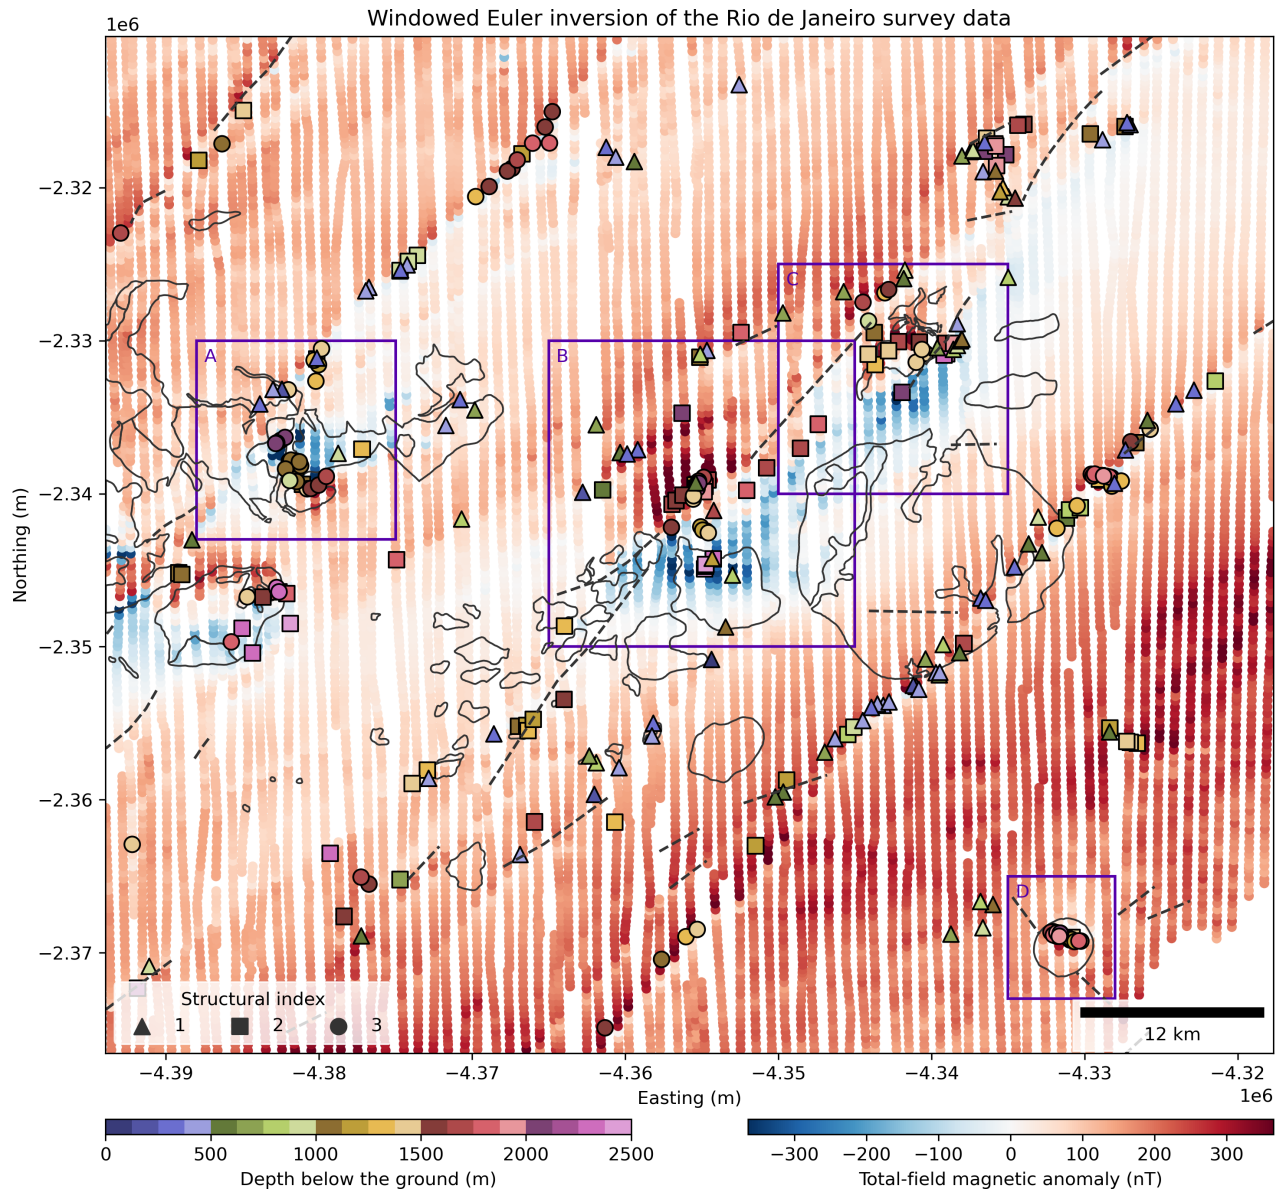 Windowed Euler inversion of the Rio de Janeiro survey data
1e6
−2.32
−2.33
−2.34
−2.35
−2.36
−2.37
Northing (m)
A
B
C
D
Structural index
1 2 3
12 km
−4.39 −4.38 −4.37 −4.36 −4.35 −4.34 −4.33 −4.32
1e6
Easting (m)
0 500 1000 1500 2000 2500
Depth below the ground (m)
−300 −200 −100 0 100 200 300
Total-field magnetic anomaly (nT)